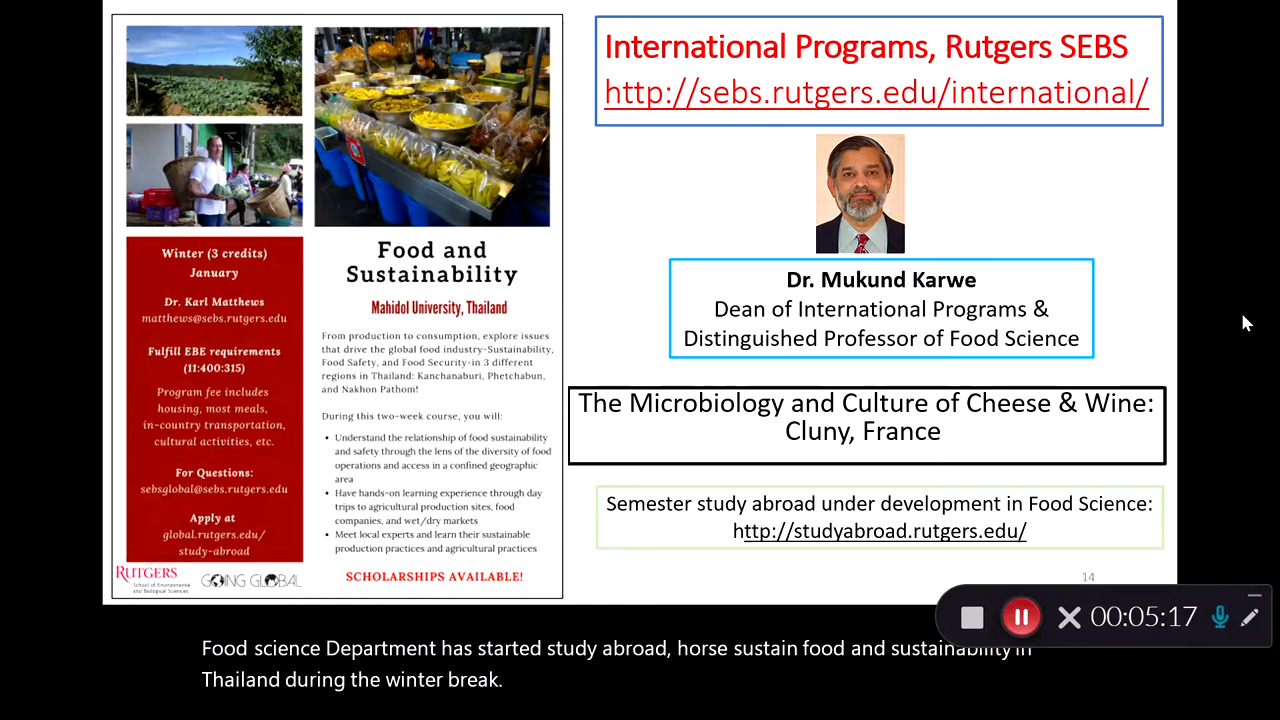 Winter (3 credits)
January
Dr. Karl Matthews
matthews@sebs.rutgers.edu
Fulfill EBE requirements
(11:400:315)
Program fee includes
housing, most meals,
in-country transportation,
cultural activities, etc.
For Questions:
sebsglobal@sebs.rutgers.edu
Apply at
global.rutgers.edu/
study-abroad
RUTGERS
School of Environmental
and Biological Sciences
GOING GLOBAL
Food and
Sustainability
Mahidol University, Thailand
From production to consumption, explore issues
that drive the global food industry-Sustainability,
Food Safety, and Food Security-in 3 different
regions in Thailand: Kanchanaburi, Phetchabun,
and Nakhon Pathom!
During this two-week course, you will:
• Understand the relationship of food sustainability
and safety through the lens of the diversity of food
operations and access in a confined geographic
area
• Have hands-on learning experience through day
trips to agricultural production sites, food
companies, and wet/dry markets
• Meet local experts and learn their sustainable
production practices and agricultural practices
SCHOLARSHIPS AVAILABLE!
International Programs, Rutgers SEBS
http://sebs.rutgers.edu/international/
Dr. Mukund Karwe
Dean of International Programs &
Distinguished Professor of Food Science
The Microbiology and Culture of Cheese & Wine:
Cluny, France
Semester study abroad under development in Food Science:
http://studyabroad.rutgers.edu/
14
00:05:17
Food science Department has started study abroad, horse sustain food and sustainability in
Thailand during the winter break.